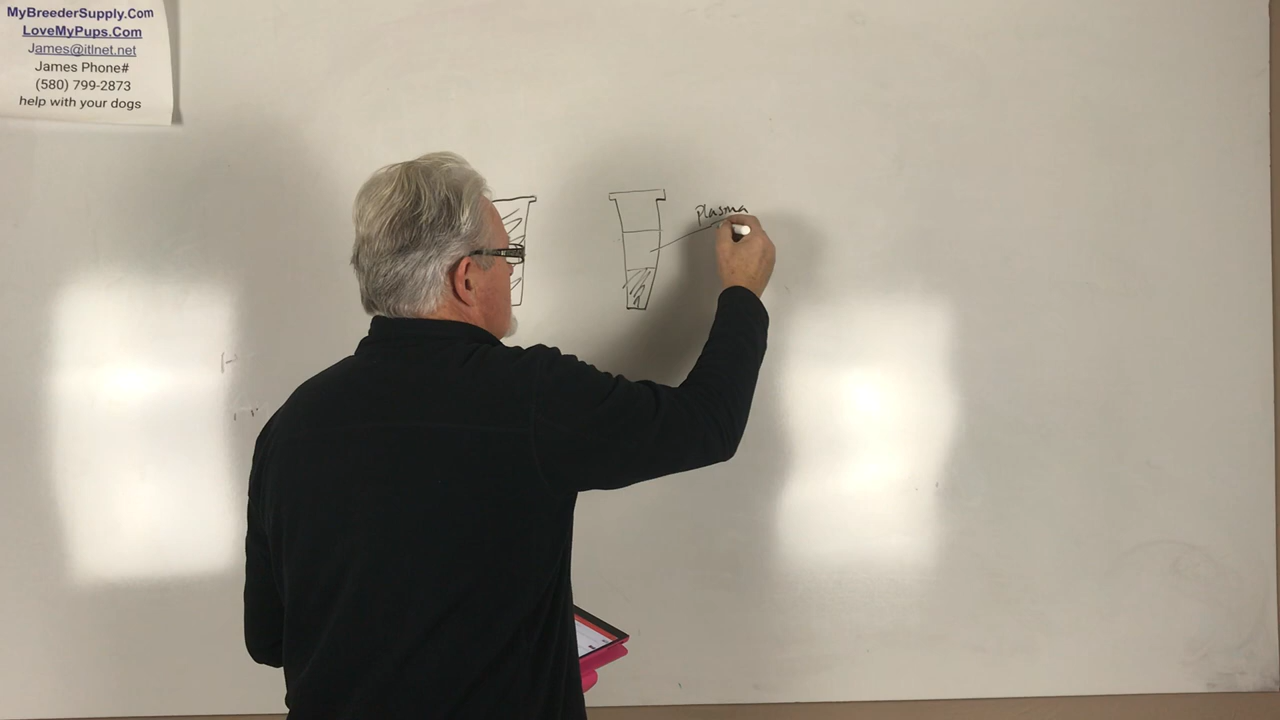 MyBreederSupply.Com
LoveMyPups.Com
James@itlnet.net
James Phone#
(580) 799-2873
help with your dogs
Plasma